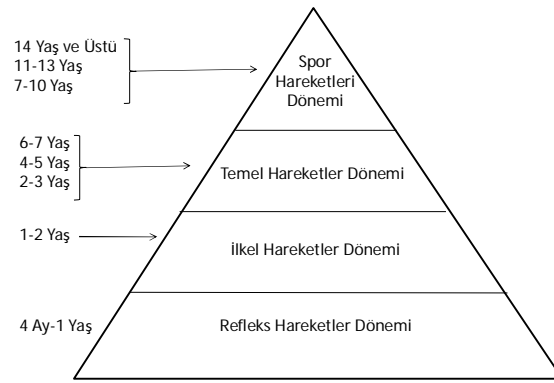 14 Yaş ve Üstü
11-13 Yaş
7-10 Yaş
Spor
Hareketleri
Dönemi
6-7 Yaş
4-5 Yaş
2-3 Yaş
Temel Hareketler Dönemi
1-2 Yaş
İlkel Hareketler Dönemi
4 Ay-1 Yaş
Refleks Hareketler Dönemi